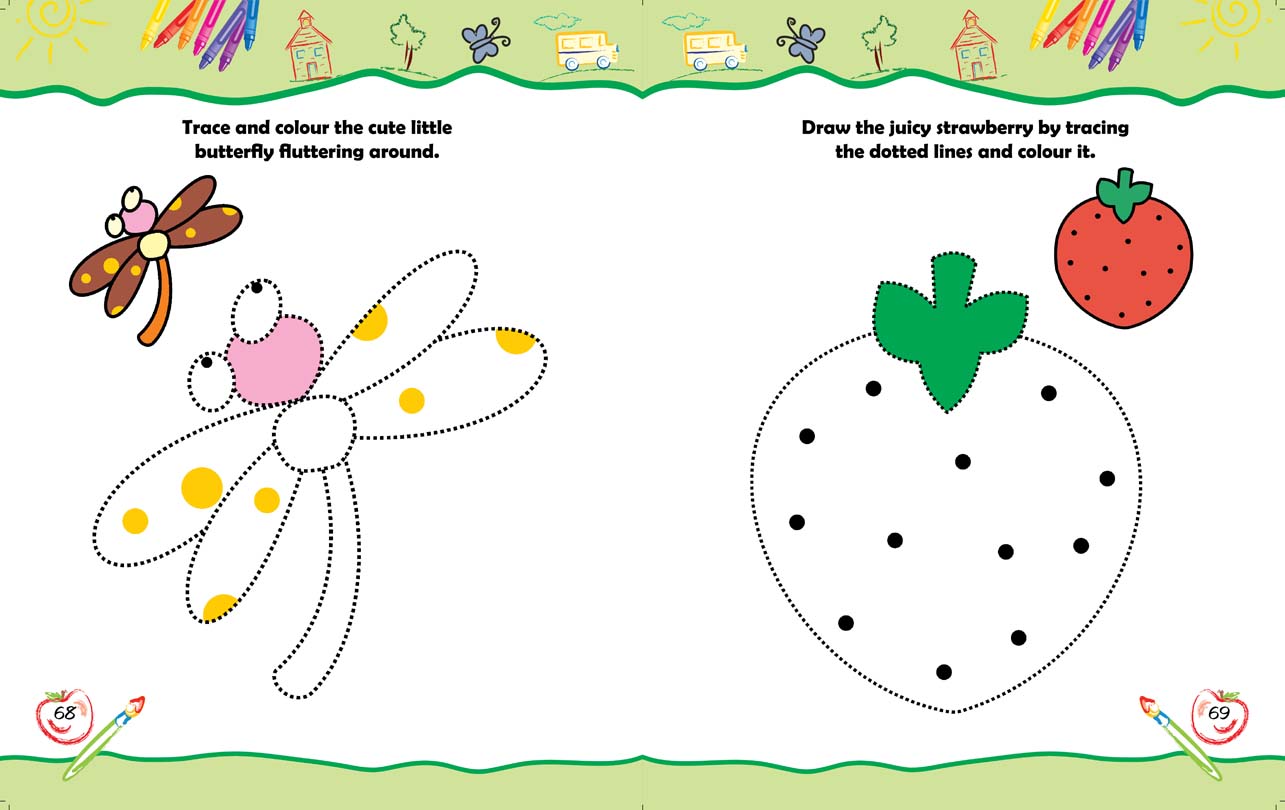 Trace and colour the cute little
butterfly fluttering around.
Draw the juicy strawberry by tracing
the dotted lines and colour it.
68
69